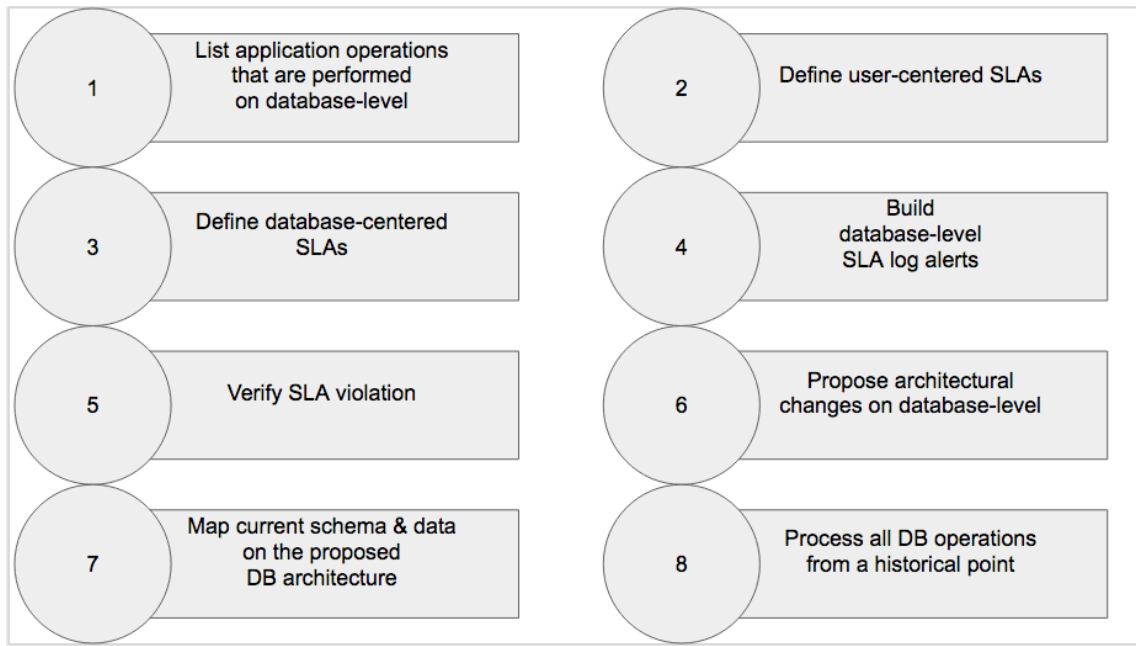 1
List application operations
that are performed
on database-level
2
Define user-centered SLAs
3
Define database-centered
SLAs
4
Build
database-level
SLA log alerts
5
Verify SLA violation
6
Propose architectural
changes on database-level
7
Map current schema & data
on the proposed
DB architecture
8
Process all DB operations
from a historical point